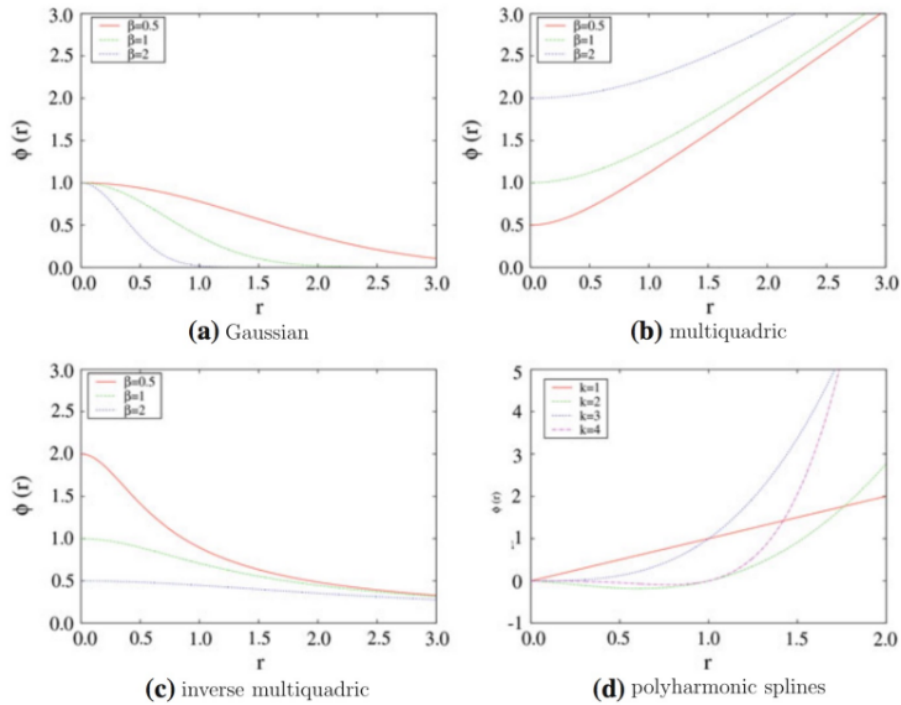 β=0.5
β=1
β=2
3.0
2.5
2.0
1.5
1.0
0.5
0.0
ϕ (r)
0.0 0.5 1.0 1.5 2.0 2.5 3.0
r
(a) Gaussian
β=0.5
β=1
β=2
3.0
2.5
2.0
1.5
1.0
0.5
0.0
ϕ (r)
0.0 0.5 1.0 1.5 2.0 2.5 3.0
r
(b) multiquadric
β=0.5
β=1
β=2
3.0
2.5
2.0
1.5
1.0
0.5
0.0
ϕ (r)
0.0 0.5 1.0 1.5 2.0 2.5 3.0
r
(c) inverse multiquadric
k=1
k=2
k=3
k=4
5
4
3
2
1
0
-1
ϕ (r)
0.0 0.5 1.0 1.5 2.0
r
(d) polyharmonic splines